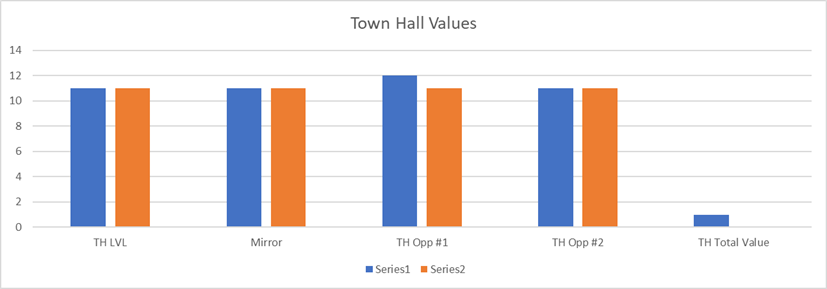 Town Hall Values
14
12
10
8
6
4
2
0
TH LVL Mirror TH Opp #1 TH Opp #2 TH Total Value
Series1 Series2